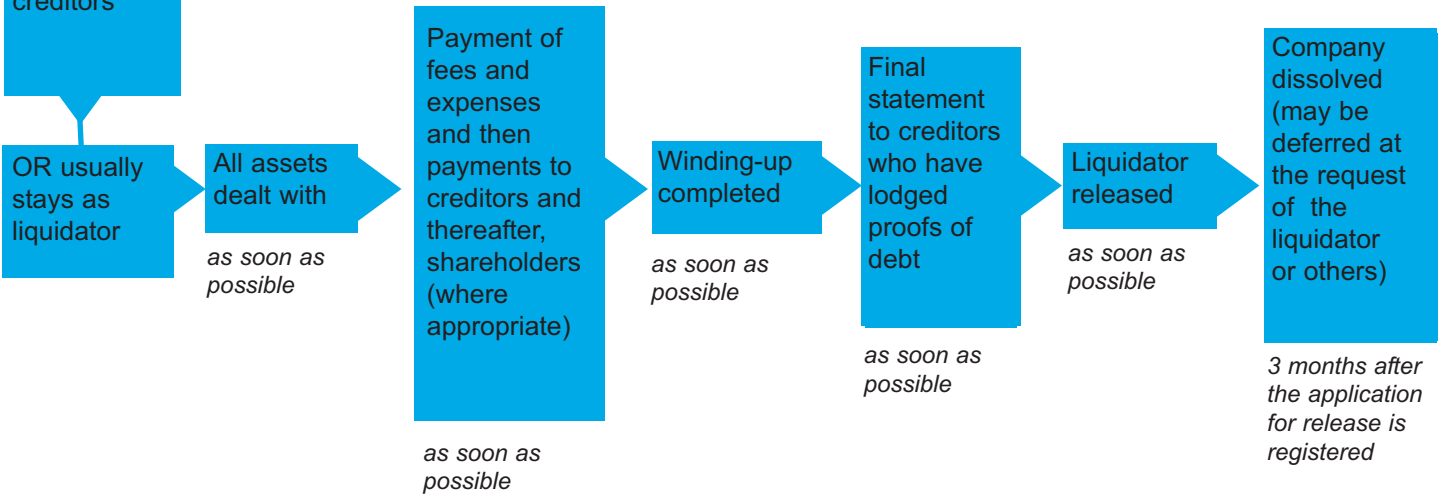 creditors
OR usually
stays as
liquidator
All assets
dealt with
as soon as
possible
Payment of
fees and
expenses
and then
payments to
creditors and
thereafter,
shareholders
(where
appropriate)
as soon as
possible
Winding-up
completed
as soon as
possible
Final
statement
to creditors
who have
lodged
proofs of
debt
as soon as
possible
Liquidator
released
as soon as
possible
Company
dissolved
(may be
deferred at
the request
of the
liquidator
or others)
3 months after
the application
for release is
registered